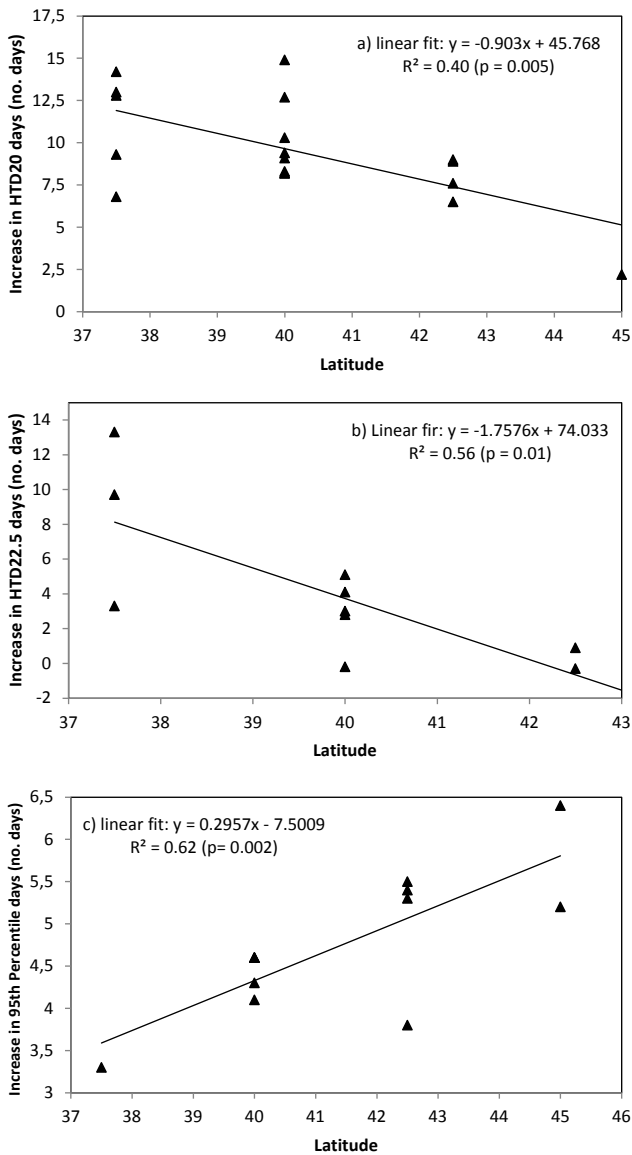 17,5
15
12,5
10
7,5
5
2,5
0
Increase in HTD20 days (no. days)
a) linear fit: y = -0.903x + 45.768
R² = 0.40 (p = 0.005)
37 38 39 40 41 42 43 44 45
Latitude
14
12
10
8
6
4
2
0
-2
Increase in HTD22.5 days (no. days)
b) Linear fir: y = -1.7576x + 74.033
R² = 0.56 (p = 0.01)
37 38 39 40 41 42 43
Latitude
6,5
6
5,5
5
4,5
4
3,5
3
Increase in 95th Percentile days (no. days)
c) linear fit: y = 0.2957x - 7.5009
R² = 0.62 (p= 0.002)
37 38 39 40 41 42 43 44 45 46
Latitude